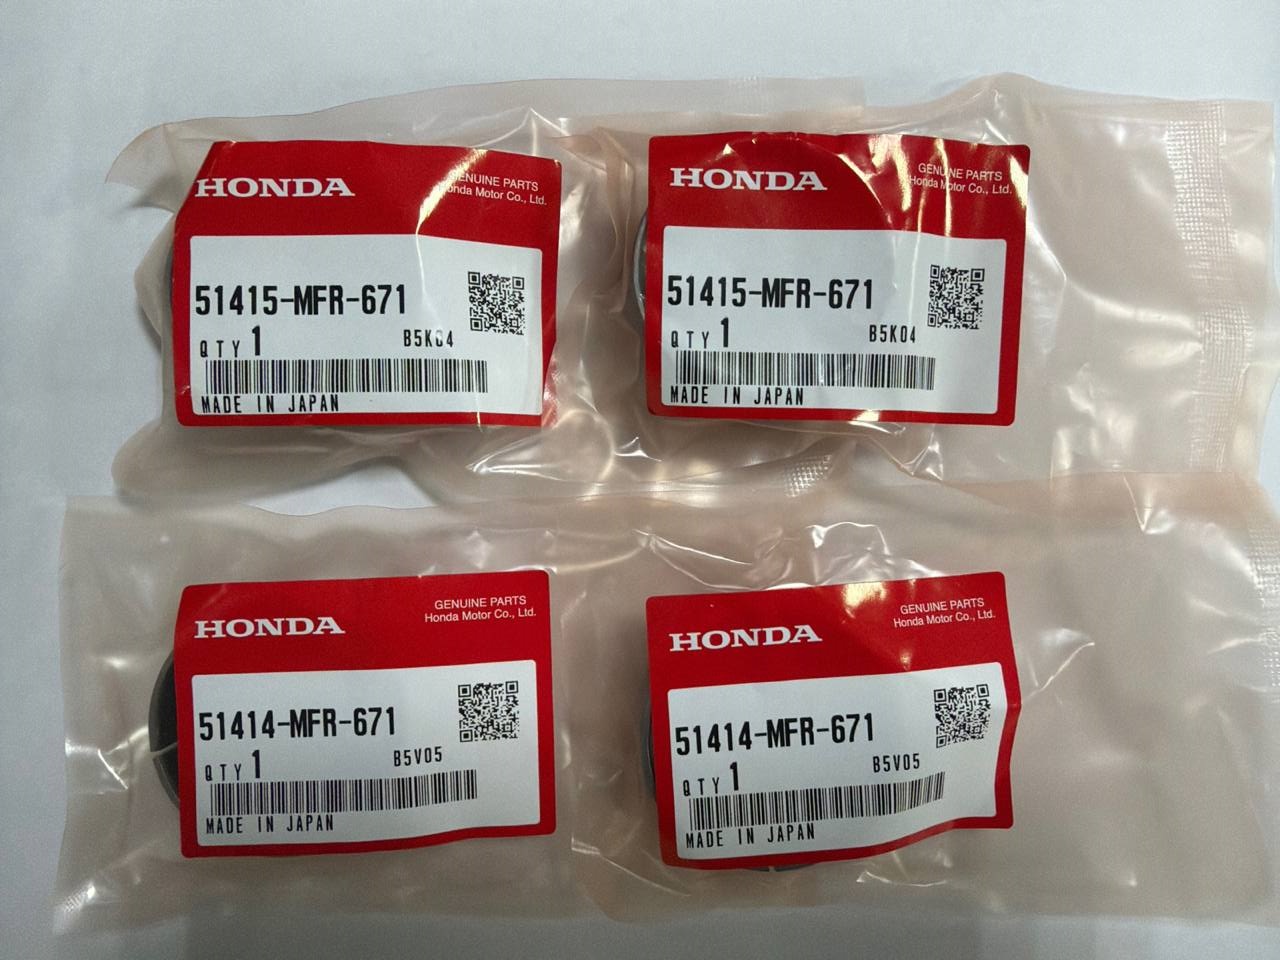 HONDA
GENUINE PARTS
Honda Motor Co., Ltd.
51415-MFR-671
QTY 1 B5K04
MADE IN JAPAN
HONDA
GENUINE PARTS
Honda Motor Co., Ltd.
51415-MFR-671
QTY 1 B5K04
MADE IN JAPAN
HONDA
GENUINE PARTS
Honda Motor Co., Ltd.
51414-MFR-671
QTY 1 B5V05
MADE IN JAPAN
HONDA
GENUINE PARTS
Honda Motor Co., Ltd.
51414-MFR-671
QTY 1 B5V05
MADE IN JAPAN